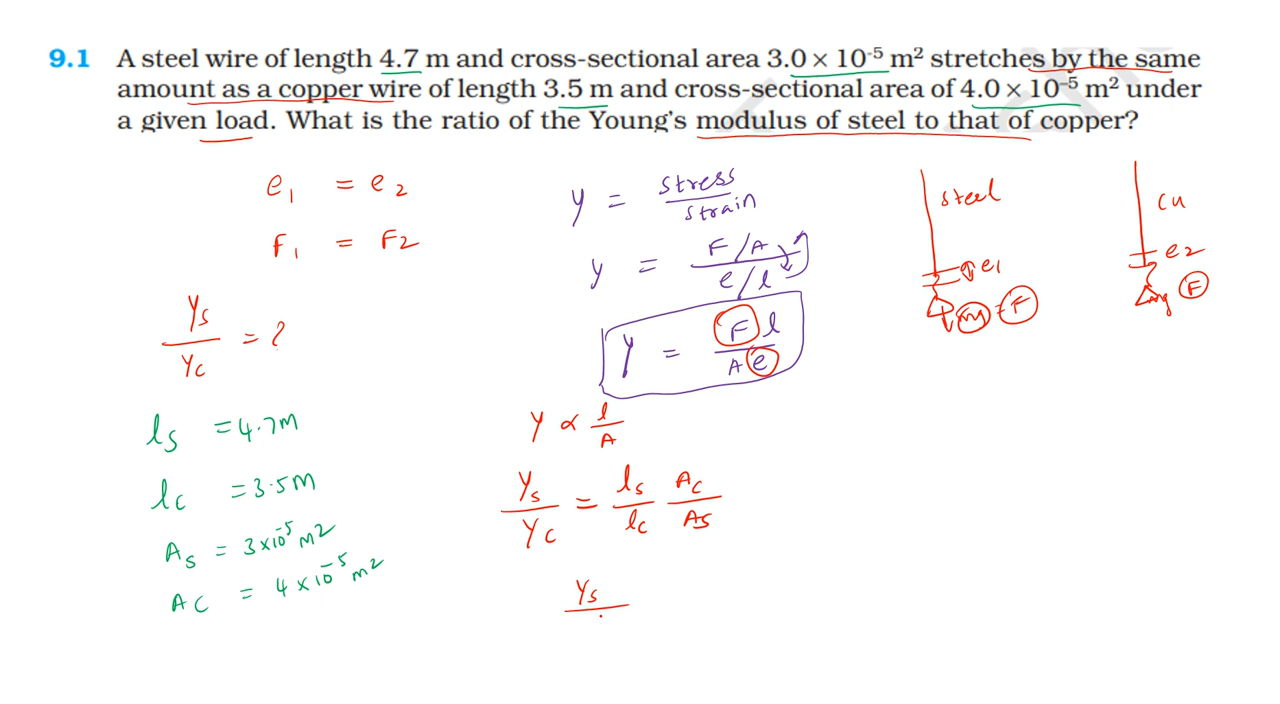 9.1 A steel wire of length 4.7 m and cross-sectional area 3.0 × 10⁻⁵ m² stretches by the same
amount as a copper wire of length 3.5 m and cross-sectional area of 4.0 × 10⁻⁵ m² under
a given load. What is the ratio of the Young's modulus of steel to that of copper?
e₁ = e₂
F₁ = F₂
Ys/Yc = ?
ls = 4.7m
lc = 3.5m
As = 3×10⁻⁵ m²
Ac = 4×10⁻⁵ m²
y = stress/strain
y = F/A / e/l
Y = Fl/Ae
Y ∝ l/A
Ys/Yc = ls/lc Ac/As
Ys
steel
e₁
mg = F
cu
e₂
mg F